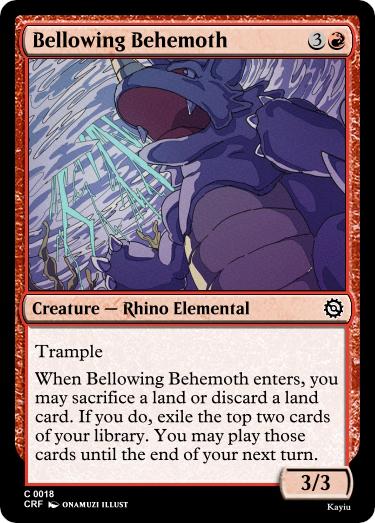 Bellowing Behemoth 3
Creature — Rhino Elemental
Trample
When Bellowing Behemoth enters, you
may sacrifice a land or discard a land
card. If you do, exile the top two cards
of your library. You may play those
cards until the end of your next turn.
3/3
C 0018
CRF ONAMUZI ILLUST
Kayiu